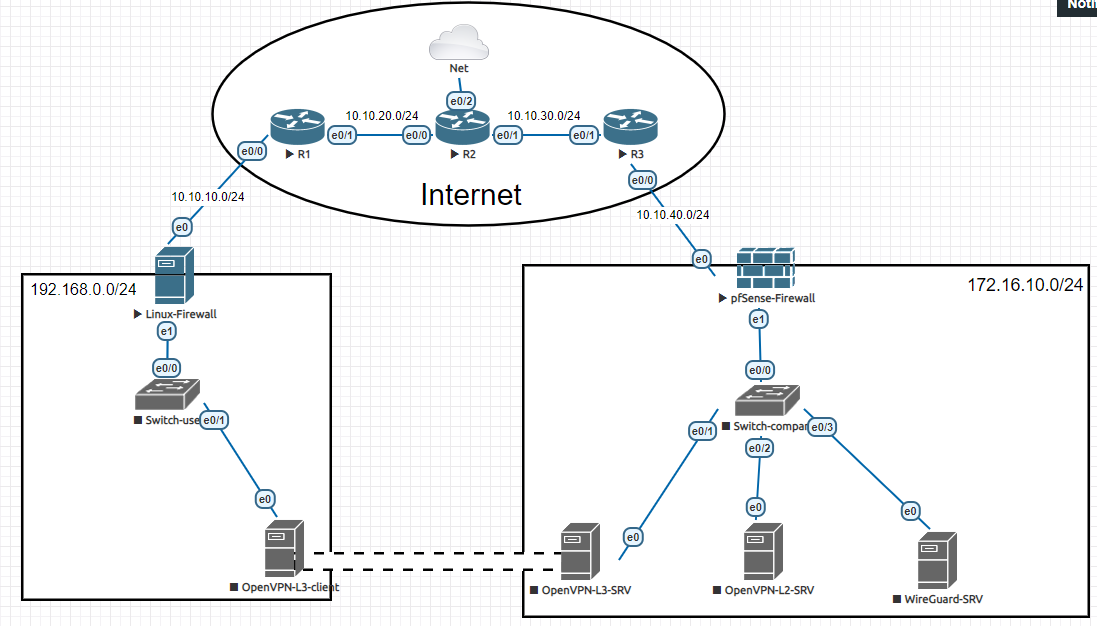 Noti
Net
e0/2
10.10.20.0/24
10.10.30.0/24
e0/1
e0/0
e0/1
e0/1
e0/0
R1
R2
R3
e0/0
Internet
10.10.10.0/24
10.10.40.0/24
e0
e0
192.168.0.0/24
172.16.10.0/24
Linux-Firewall
pfSense-Firewall
e1
e1
e0/0
e0/0
Switch-use
e0/1
e0/1
Switch-compan
e0/3
e0/2
e0
e0
e0
e0
OpenVPN-L3-client
OpenVPN-L3-SRV
OpenVPN-L2-SRV
WireGuard-SRV